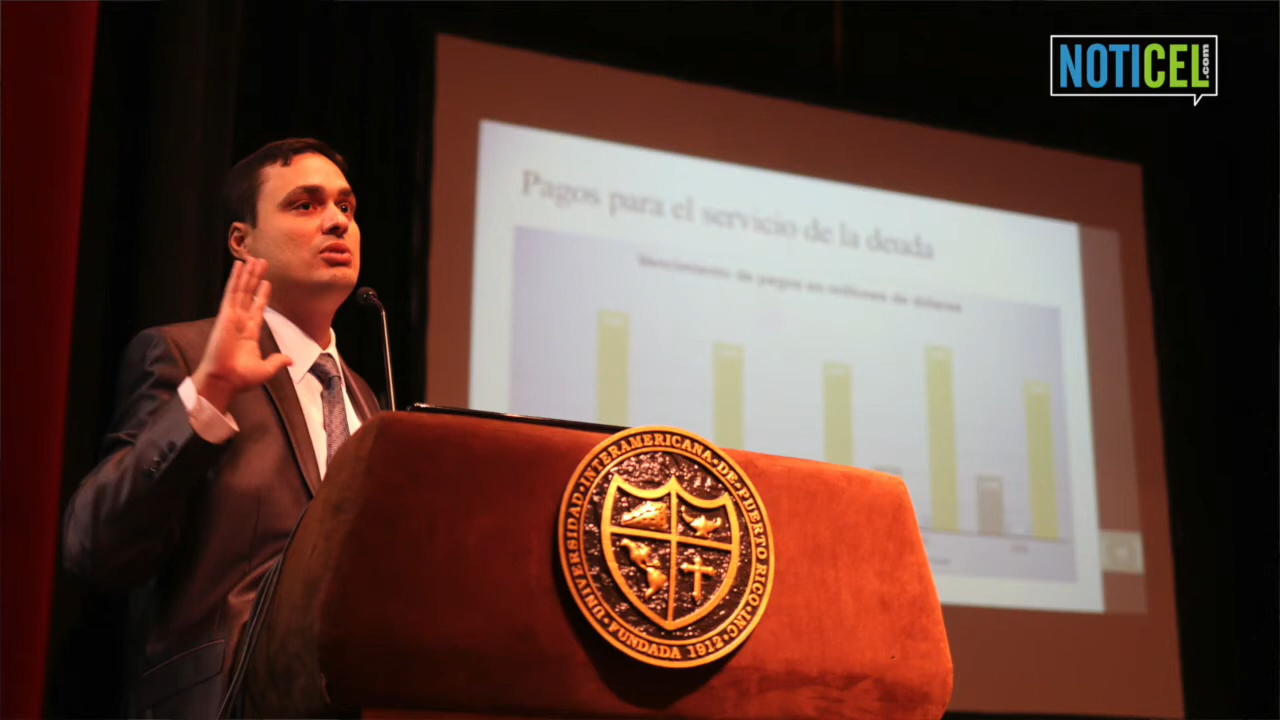 NOTICEL.com
Pagos para el servicio de la deuda
Vencimiento de pagos en millones de dólares
UNIVERSIDAD·INTERAMERICANA·DE·PUERTO RICO·INC·
·FUNDADA 1912·